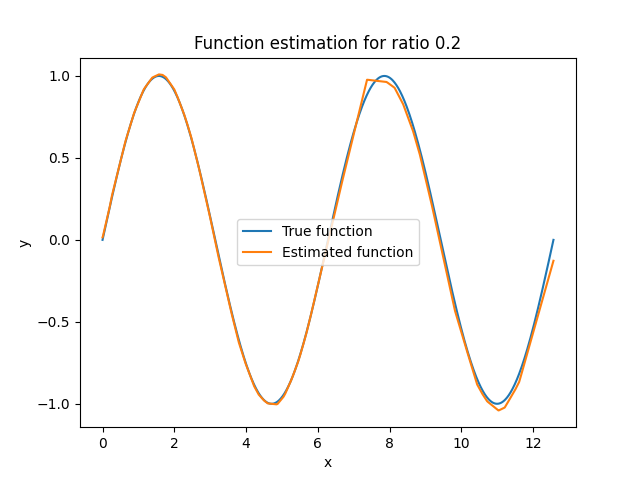 Function estimation for ratio 0.2
1.0
0.5
0.0
−0.5
−1.0
y
True function
Estimated function
0 2 4 6 8 10 12
x